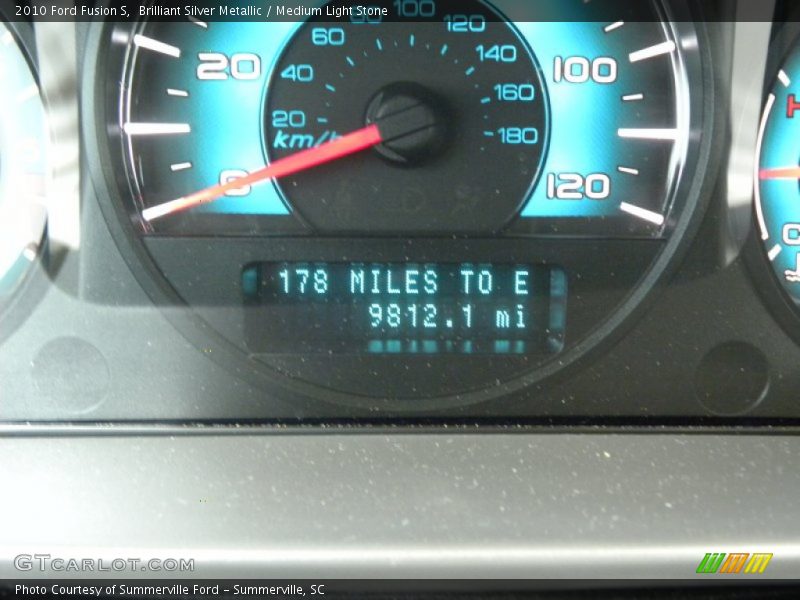 2010 Ford Fusion S, Brilliant Silver Metallic / Medium Light Stone
80 100
60 120
20 40 140 100
160
20 180
km/h
0 120
H
C
178 MILES TO E
9812.1 mi
GTCARLOT.COM
Photo Courtesy of Summerville Ford – Summerville, SC